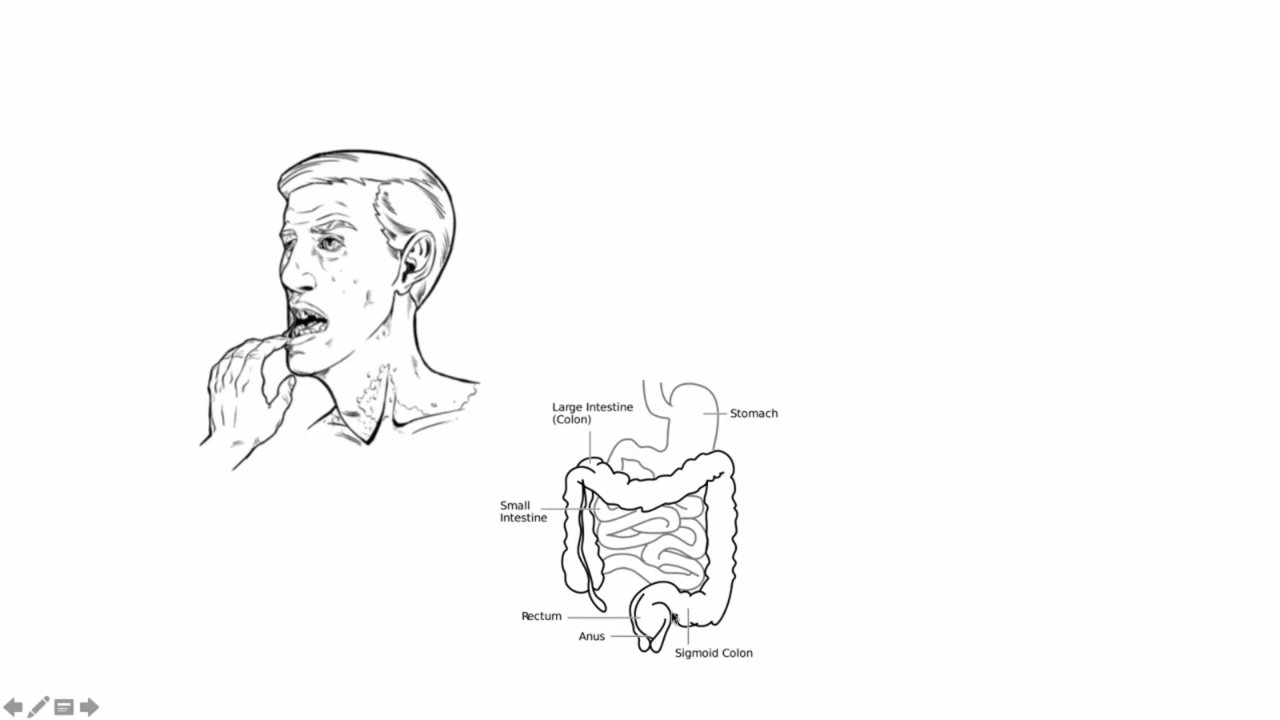 Large Intestine
(Colon)
Stomach
Small
Intestine
Rectum
Anus
Sigmoid Colon